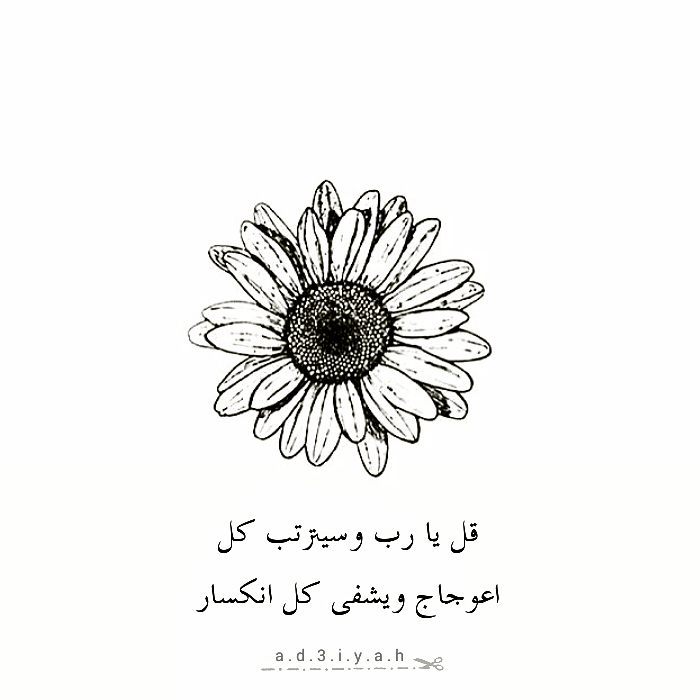 قل يا رب وسيترتب كل
اعوجاج ويشفى كل انكسار
a.d.3.i.y.a.h